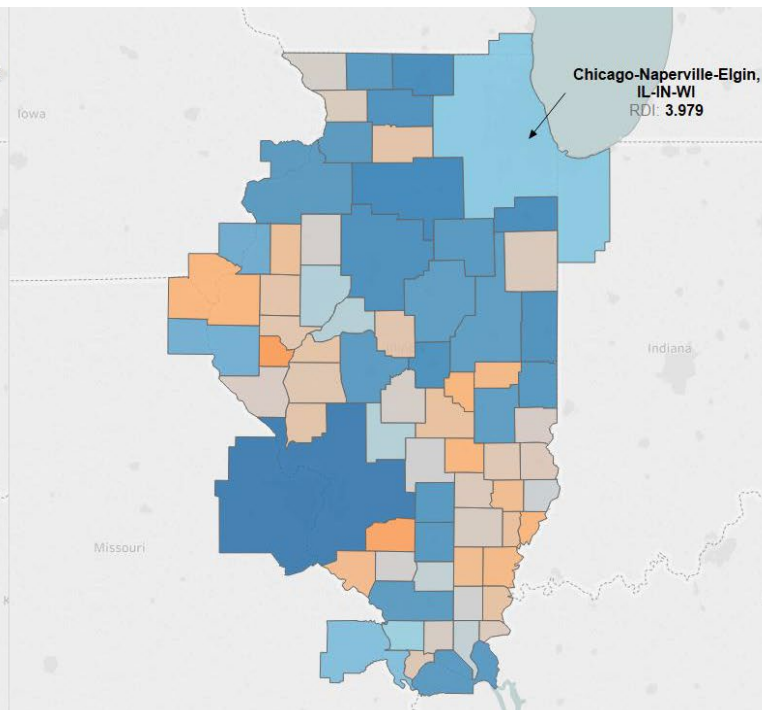 Chicago-Naperville-Elgin,
IL-IN-WI
RDI: 3.979
Iowa
Indiana
Missouri